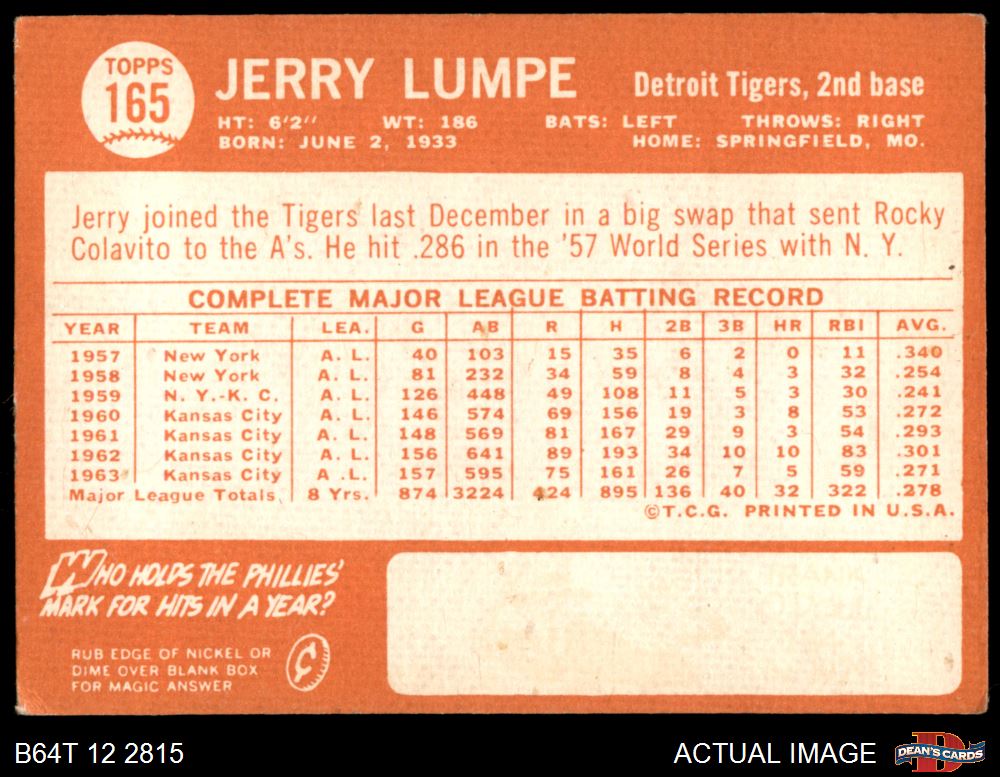 TOPPS
165
JERRY LUMPE
Detroit Tigers, 2nd base
HT: 6'2" WT: 186 BATS: LEFT THROWS: RIGHT
BORN: JUNE 2, 1933 HOME: SPRINGFIELD, MO.
Jerry joined the Tigers last December in a big swap that sent Rocky
Colavito to the A's. He hit .286 in the '57 World Series with N. Y.
COMPLETE MAJOR LEAGUE BATTING RECORD
YEAR TEAM LEA. G AB R H 2B 3B HR RBI AVG.
1957 New York A. L. 40 103 15 35 6 2 0 11 .340
1958 New York A. L. 81 232 34 59 8 4 3 32 .254
1959 N. Y.-K. C. A. L. 126 448 49 108 11 5 3 30 .241
1960 Kansas City A. L. 146 574 69 156 19 3 8 53 .272
1961 Kansas City A. L. 148 569 81 167 29 9 3 54 .293
1962 Kansas City A. L. 156 641 89 193 34 10 10 83 .301
1963 Kansas City A .L. 157 595 75 161 26 7 5 59 .271
Major League Totals 8 Yrs. 874 3224 424 895 136 40 32 322 .278
©T.C.G. PRINTED IN U.S.A.
WHO HOLDS THE PHILLIES'
MARK FOR HITS IN A YEAR?
RUB EDGE OF NICKEL OR
DIME OVER BLANK BOX
FOR MAGIC ANSWER
¢
B64T 12 2815 ACTUAL IMAGE
D
DEAN'S CARDS